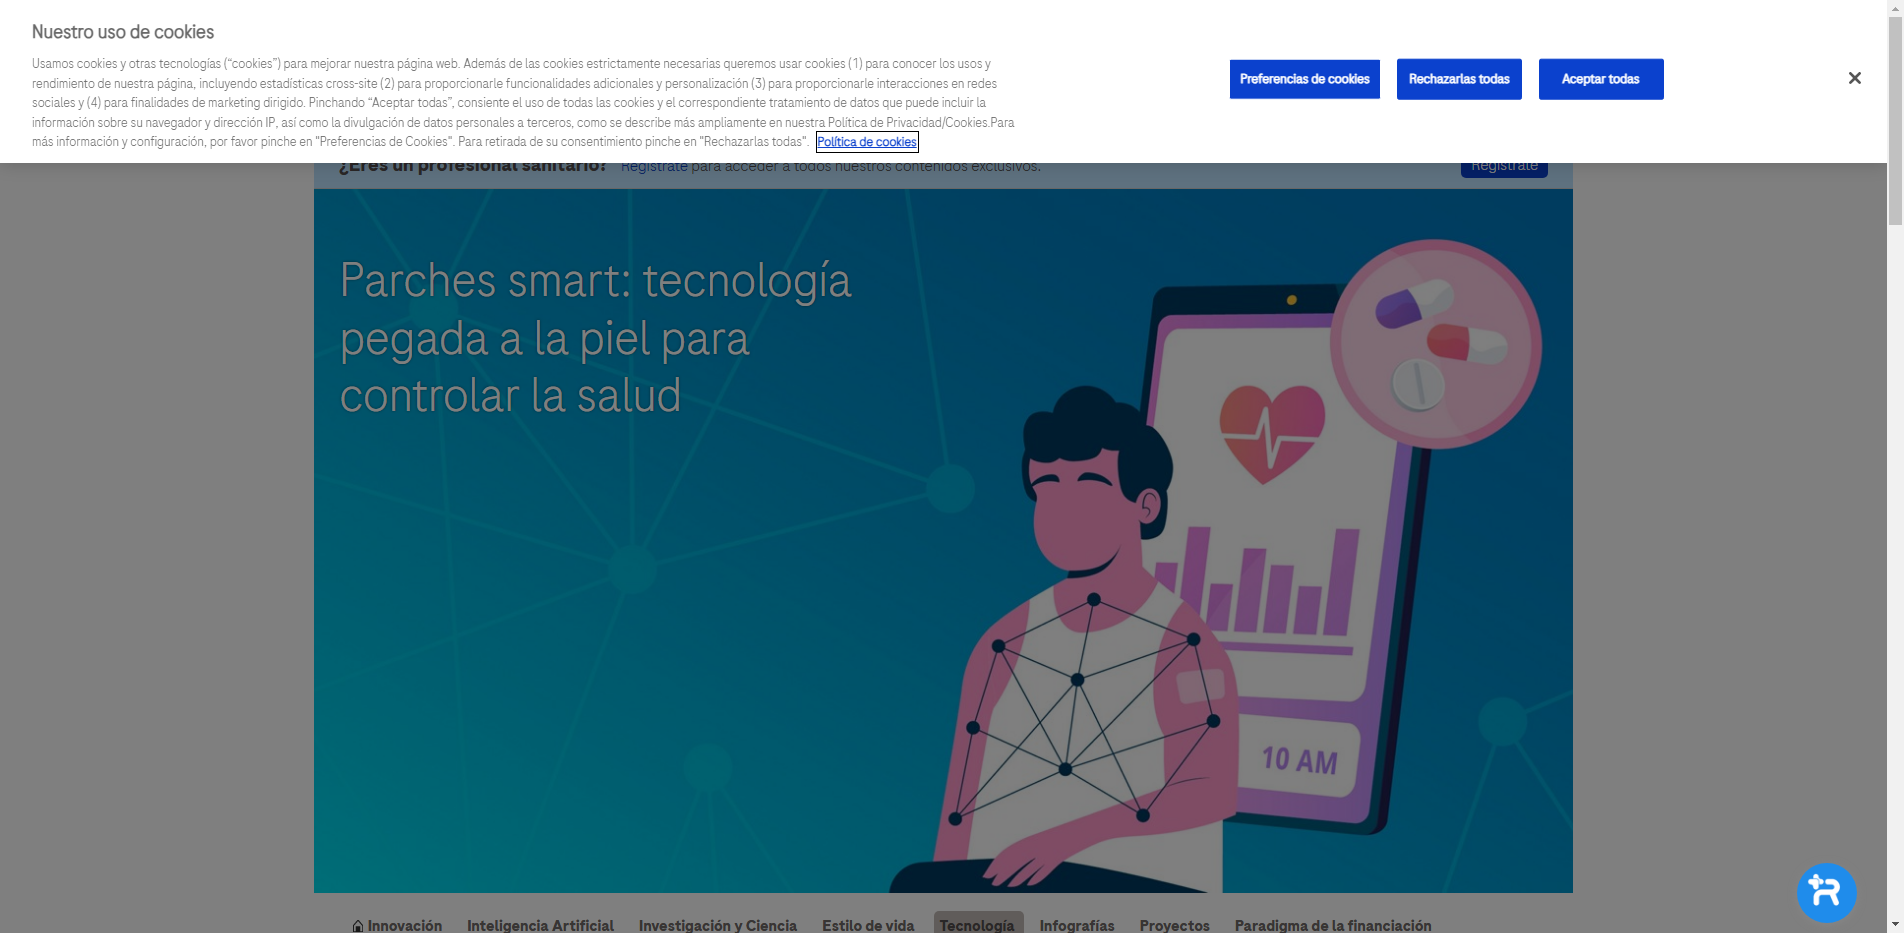 Nuestro uso de cookies
Usamos cookies y otras tecnologías (“cookies”) para mejorar nuestra página web. Además de las cookies estrictamente necesarias queremos usar cookies (1) para conocer los usos y
rendimiento de nuestra página, incluyendo estadísticas cross-site (2) para proporcionarle funcionalidades adicionales y personalización (3) para proporcionarle interacciones en redes
sociales y (4) para finalidades de marketing dirigido. Pinchando “Aceptar todas”, consiente el uso de todas las cookies y el correspondiente tratamiento de datos que puede incluir la
información sobre su navegador y dirección IP, así como la divulgación de datos personales a terceros, como se describe más ampliamente en nuestra Política de Privacidad/Cookies.Para
más información y configuración, por favor pinche en "Preferencias de Cookies". Para retirada de su consentimiento pinche en "Rechazarlas todas". Política de cookies
Preferencias de cookies
Rechazarlas todas
Aceptar todas
¿Eres un profesional sanitario? Regístrate para acceder a todos nuestros contenidos exclusivos.
Regístrate
Parches smart: tecnología
pegada a la piel para
controlar la salud
10 AM
Innovación Inteligencia Artificial Investigación y Ciencia Estilo de vida Tecnología Infografías Proyectos Paradigma de la financiación